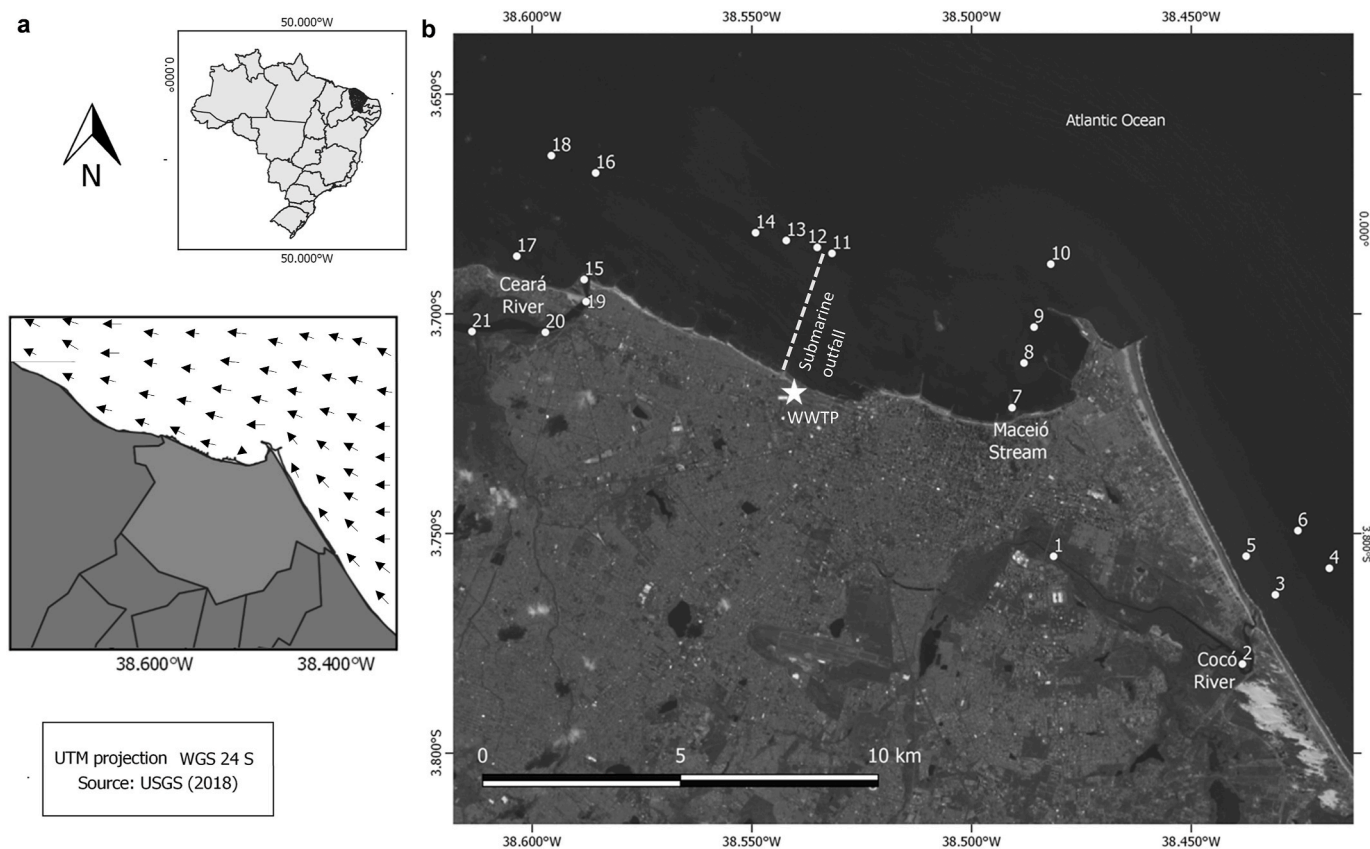 a
50.000°W
0.000°
50.000°W
N
38.600°W
38.400°W
UTM projection WGS 24 S
Source: USGS (2018)
b
38.600°W
38.550°W
38.500°W
38.450°W
3.650°S
3.700°S
3.750°S
3.800°S
0.000°
3.800°S
Atlantic Ocean
18
16
14
13
12
11
10
17
15
Ceará
River
19
21
20
9
8
7
Submarine
outfall
WWTP
Maceió
Stream
1
6
5
4
3
2
Cocó
River
0
5
10 km
38.600°W
38.550°W
38.500°W
38.450°W